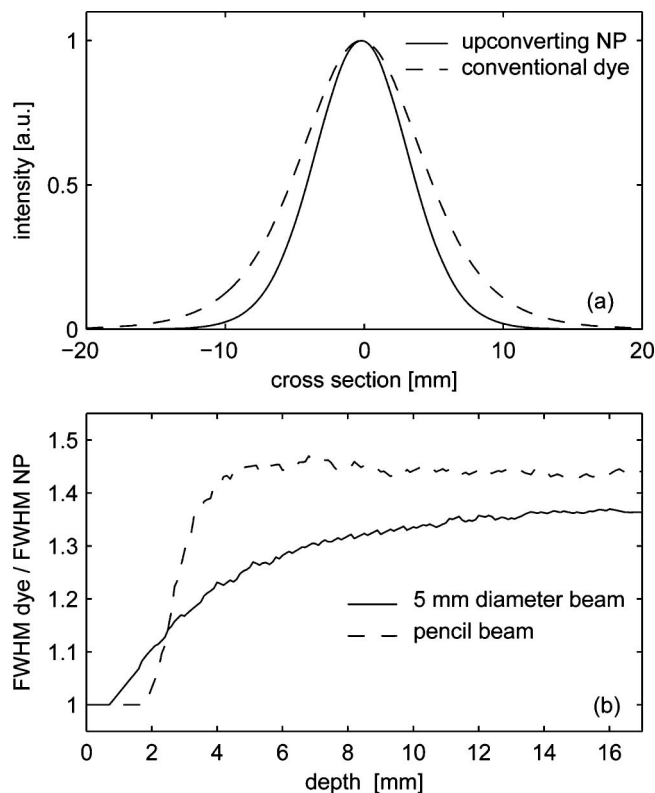 upconverting NP
conventional dye
intensity [a.u.]
1
0.5
0
(a)
−20
−10
0
10
20
cross section [mm]
FWHM dye / FWHM NP
1.5
1.4
1.3
1.2
1.1
1
5 mm diameter beam
pencil beam
(b)
0
2
4
6
8
10
12
14
16
depth [mm]